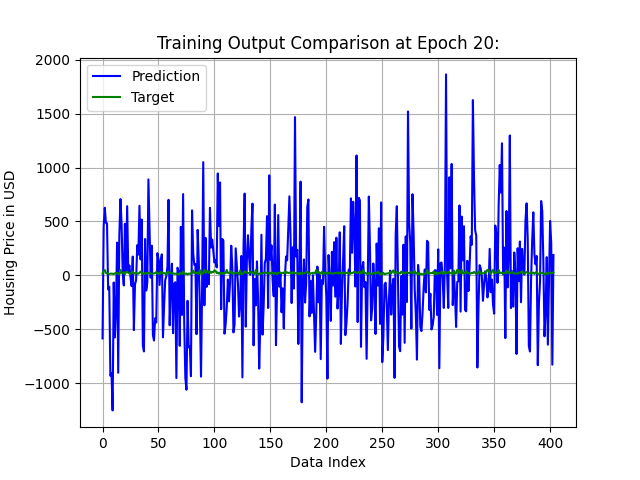 Training Output Comparison at Epoch 20:
Prediction
Target
Housing Price in USD
2000
1500
1000
500
0
−500
−1000
0 50 100 150 200 250 300 350 400
Data Index